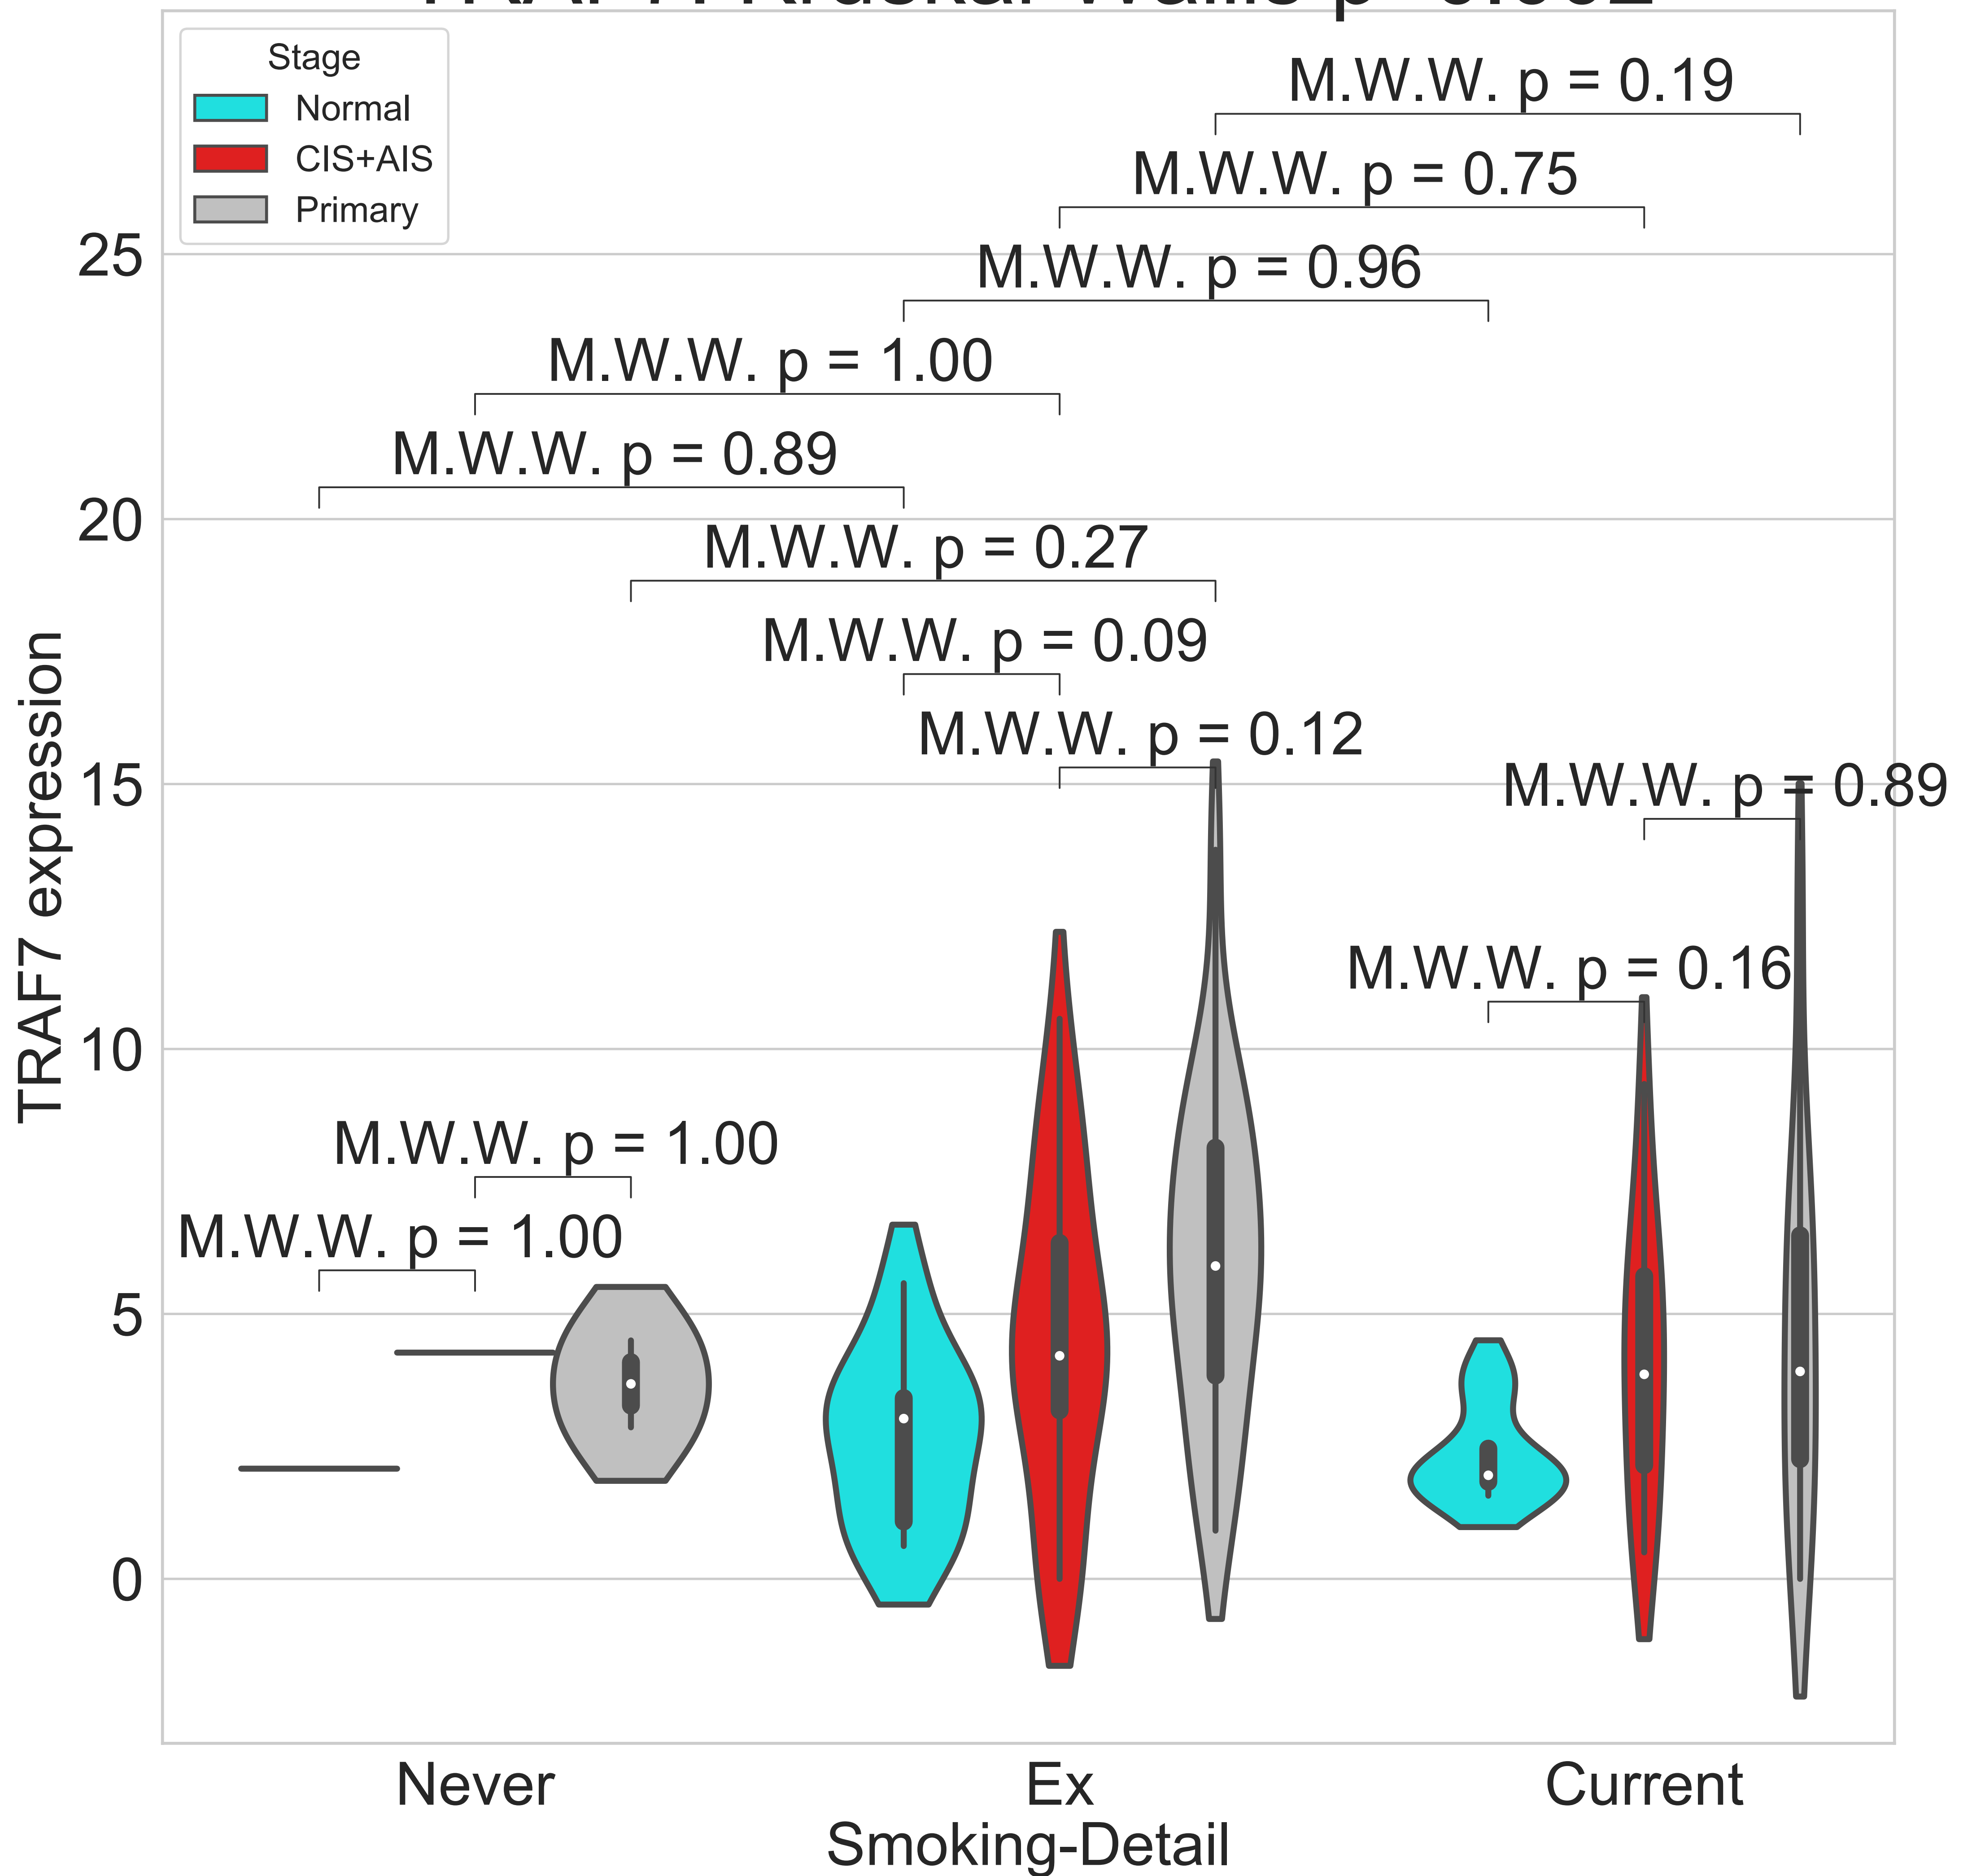 Stage
Normal
CIS+AIS
Primary
M.W.W. p = 0.19
M.W.W. p = 0.75
M.W.W. p = 0.96
M.W.W. p = 1.00
M.W.W. p = 0.89
M.W.W. p = 0.27
M.W.W. p = 0.09
M.W.W. p = 0.12
M.W.W. p = 0.89
M.W.W. p = 0.16
M.W.W. p = 1.00
M.W.W. p = 1.00
25
20
15
10
5
0
TRAF7 expression
Never Ex Current
Smoking-Detail